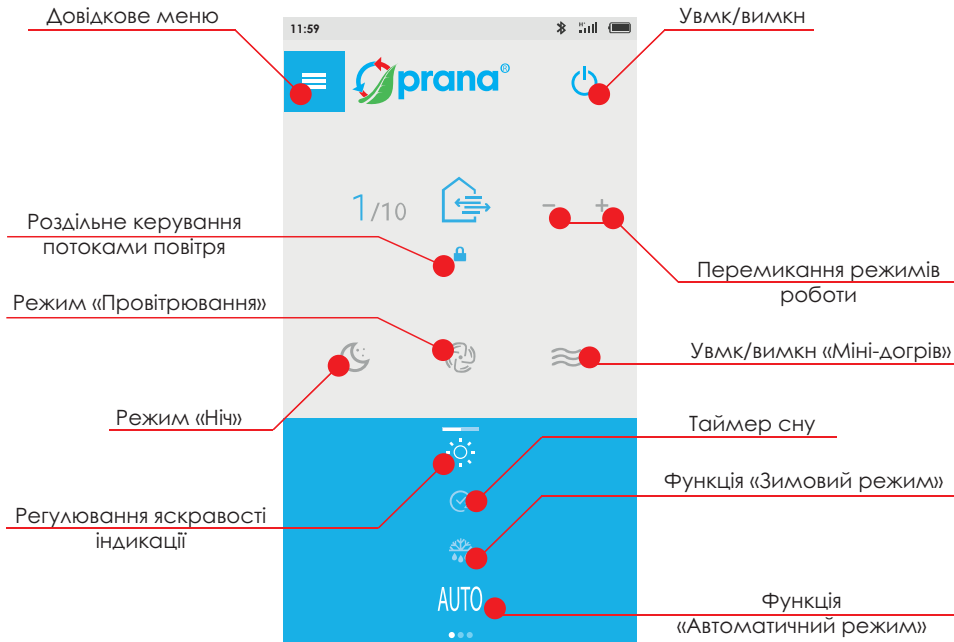 Довідкове меню
Увмк/вимкн
11:59
prana®
1/10
− +
Роздільне керування
потоками повітря
Перемикання режимів
роботи
Режим «Провітрювання»
Увмк/вимкн «Міні-догрів»
Режим «Ніч»
Таймер сну
Функція «Зимовий режим»
Регулювання яскравості
індикації
AUTO
Функція
«Автоматичний режим»